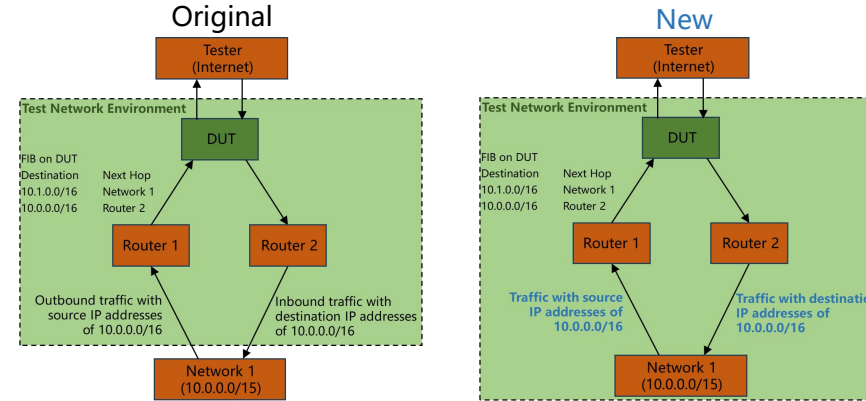 Original
Tester
(Internet)
Test Network Environment
DUT
FIB on DUT
Destination Next Hop
10.1.0.0/16 Network 1
10.0.0.0/16 Router 2
Router 1
Router 2
Outbound traffic with
source IP addresses
of 10.0.0.0/16
Inbound traffic with
destination IP addresses
of 10.0.0.0/16
Network 1
(10.0.0.0/15)
New
Tester
(Internet)
Test Network Environment
DUT
FIB on DUT
Destination Next Hop
10.1.0.0/16 Network 1
10.0.0.0/16 Router 2
Router 1
Router 2
Traffic with source
IP addresses of
10.0.0.0/16
Traffic with destinatio
IP addresses of
10.0.0.0/16
Network 1
(10.0.0.0/15)